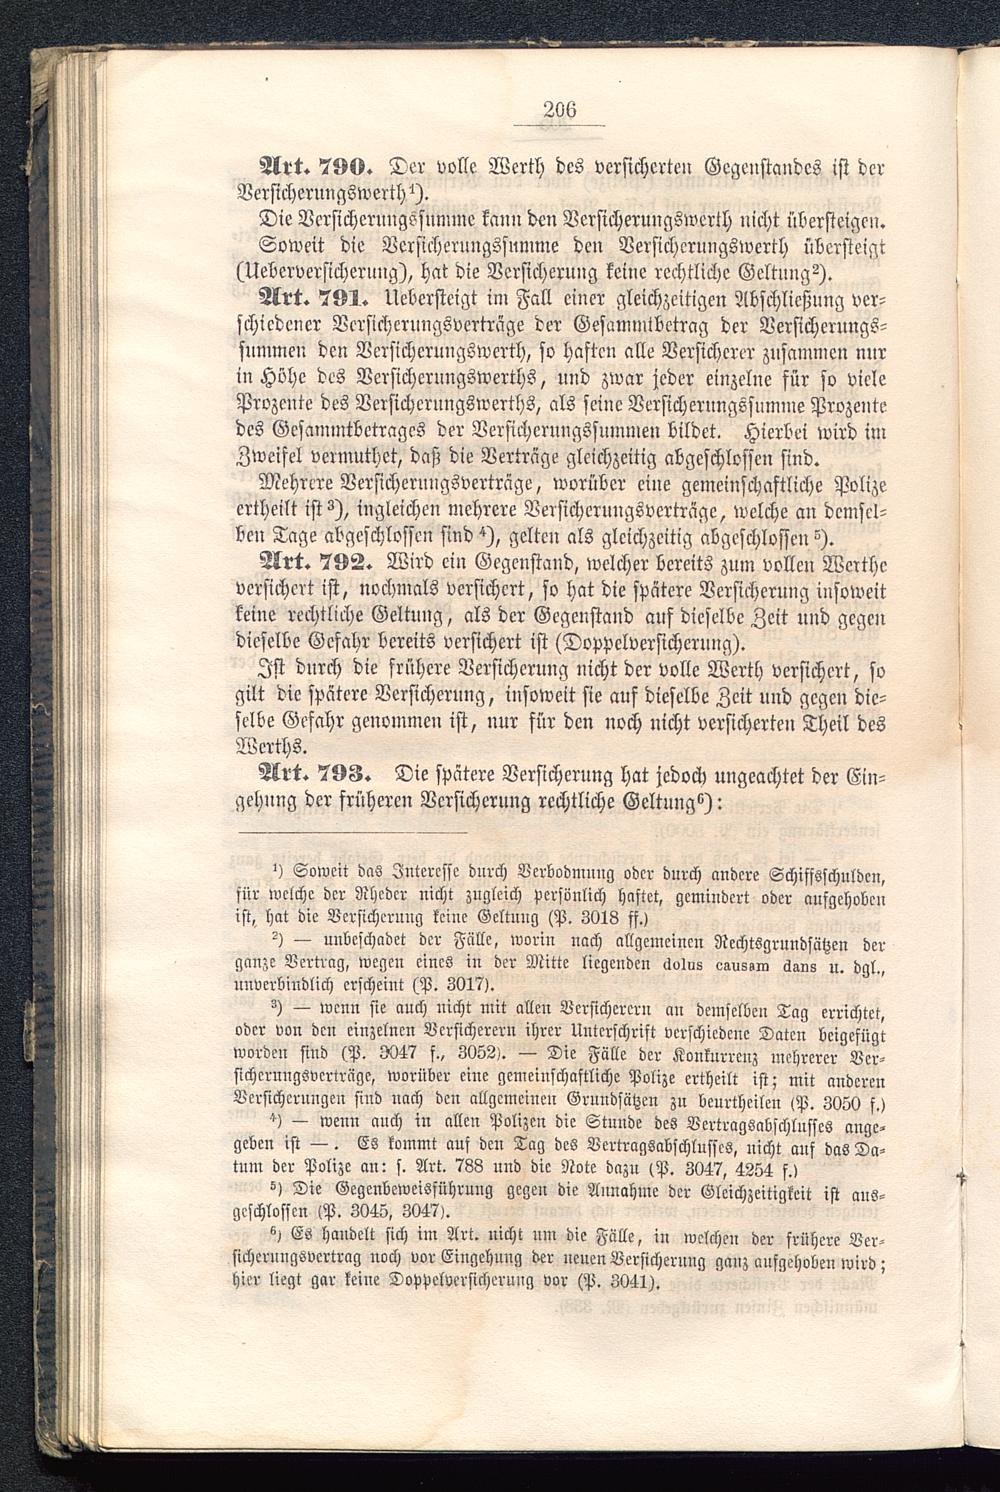 206
Art. 790. Der volle Werth des versicherten Gegenstandes ist der
Versicherungswerth¹).
Die Versicherungssumme kann den Versicherungswerth nicht übersteigen.
Soweit die Versicherungssumme den Versicherungswerth übersteigt
(Ueberversicherung), hat die Versicherung keine rechtliche Geltung²).
Art. 791. Uebersteigt im Fall einer gleichzeitigen Abschließung ver-
schiedener Versicherungsverträge der Gesammtbetrag der Versicherungs-
summen den Versicherungswerth, so haften alle Versicherer zusammen nur
in Höhe des Versicherungswerths, und zwar jeder einzelne für so viele
Prozente des Versicherungswerths, als seine Versicherungssumme Prozente
des Gesammtbetrages der Versicherungssummen bildet. Hierbei wird im
Zweifel vermuthet, daß die Verträge gleichzeitig abgeschlossen sind.
Mehrere Versicherungsverträge, worüber eine gemeinschaftliche Polize
ertheilt ist³), ingleichen mehrere Versicherungsverträge, welche an demsel-
ben Tage abgeschlossen sind⁴), gelten als gleichzeitig abgeschlossen⁵).
Art. 792. Wird ein Gegenstand, welcher bereits zum vollen Werthe
versichert ist, nochmals versichert, so hat die spätere Versicherung insoweit
keine rechtliche Geltung, als der Gegenstand auf dieselbe Zeit und gegen
dieselbe Gefahr bereits versichert ist (Doppelversicherung).
Ist durch die frühere Versicherung nicht der volle Werth versichert, so
gilt die spätere Versicherung, insoweit sie auf dieselbe Zeit und gegen die-
selbe Gefahr genommen ist, nur für den noch nicht versicherten Theil des
Werths.
Art. 793. Die spätere Versicherung hat jedoch ungeachtet der Ein-
gehung der früheren Versicherung rechtliche Geltung⁶):
¹) Soweit das Interesse durch Verbodmung oder durch andere Schiffsschulden,
für welche der Rheder nicht zugleich persönlich haftet, gemindert oder aufgehoben
ist, hat die Versicherung keine Geltung (P. 3018 ff.)
²) — unbeschadet der Fälle, worin nach allgemeinen Rechtsgrundsätzen der
ganze Vertrag, wegen eines in der Mitte liegenden dolus causam dans u. dgl.,
unverbindlich erscheint (P. 3017).
³) — wenn sie auch nicht mit allen Versicherern an demselben Tag errichtet,
oder von den einzelnen Versicherern ihrer Unterschrift verschiedene Daten beigefügt
worden sind (P. 3047 f., 3052). — Die Fälle der Konkurrenz mehrerer Ver-
sicherungsverträge, worüber eine gemeinschaftliche Polize ertheilt ist; mit anderen
Versicherungen sind nach den allgemeinen Grundsätzen zu beurtheilen (P. 3050 f.)
⁴) — wenn auch in allen Polizen die Stunde des Vertragsabschlusses ange-
geben ist —. Es kommt auf den Tag des Vertragsabschlusses, nicht auf das Da-
tum der Polize an: s. Art. 788 und die Note dazu (P. 3047, 4254 f.)
⁵) Die Gegenbeweisführung gegen die Annahme der Gleichzeitigkeit ist aus-
geschlossen (P. 3045, 3047).
⁶) Es handelt sich im Art. nicht um die Fälle, in welchen der frühere Ver-
sicherungsvertrag noch vor Eingehung der neuen Versicherung ganz aufgehoben wird;
hier liegt gar keine Doppelversicherung vor (P. 3041).